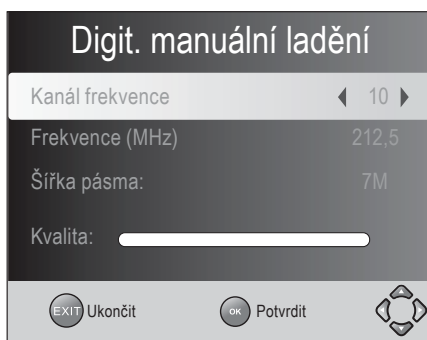 Digit. manuální ladění
Kanál frekvence 10
Frekvence (MHz) 212,5
Šířka pásma: 7M
Kvalita:
EXIT Ukončit OK Potvrdit